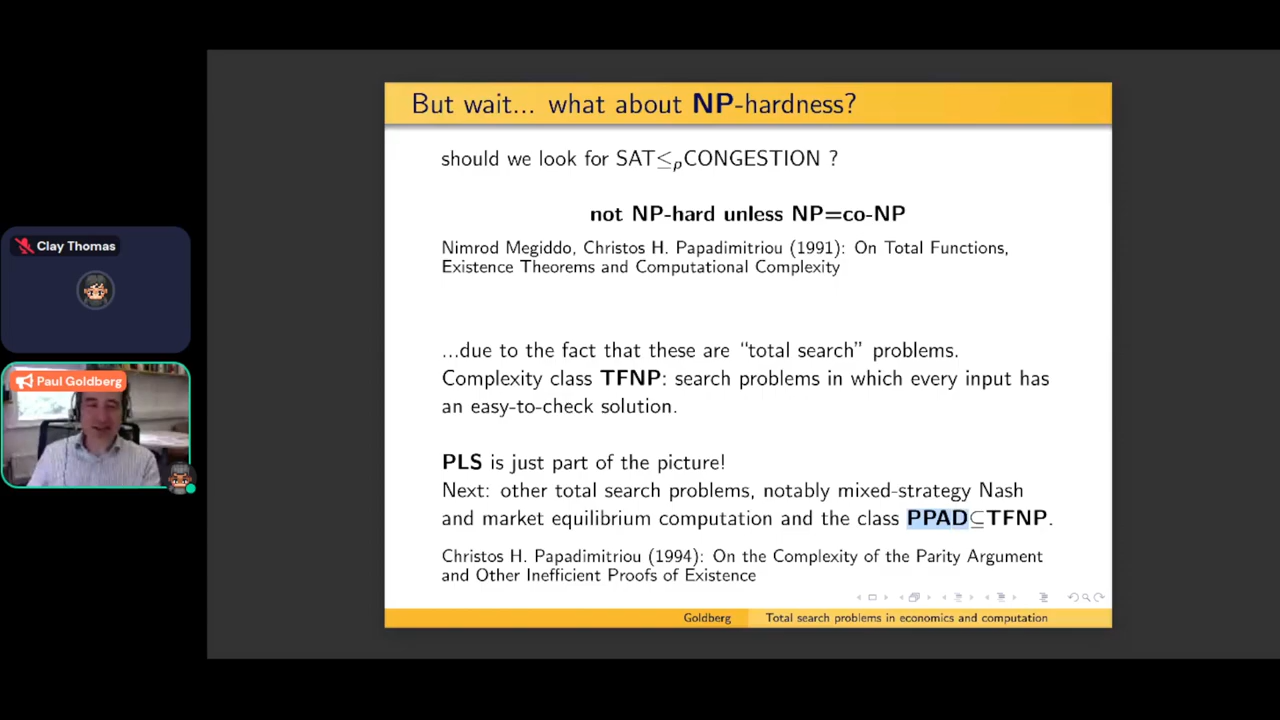 But wait... what about NP-hardness?
should we look for SAT≤ₚCONGESTION ?
not NP-hard unless NP=co-NP
Nimrod Megiddo, Christos H. Papadimitriou (1991): On Total Functions,
Existence Theorems and Computational Complexity
...due to the fact that these are “total search” problems.
Complexity class TFNP: search problems in which every input has
an easy-to-check solution.
PLS is just part of the picture!
Next: other total search problems, notably mixed-strategy Nash
and market equilibrium computation and the class PPAD⊆TFNP.
Christos H. Papadimitriou (1994): On the Complexity of the Parity Argument
and Other Inefficient Proofs of Existence
Goldberg
Total search problems in economics and computation
Clay Thomas
Paul Goldberg